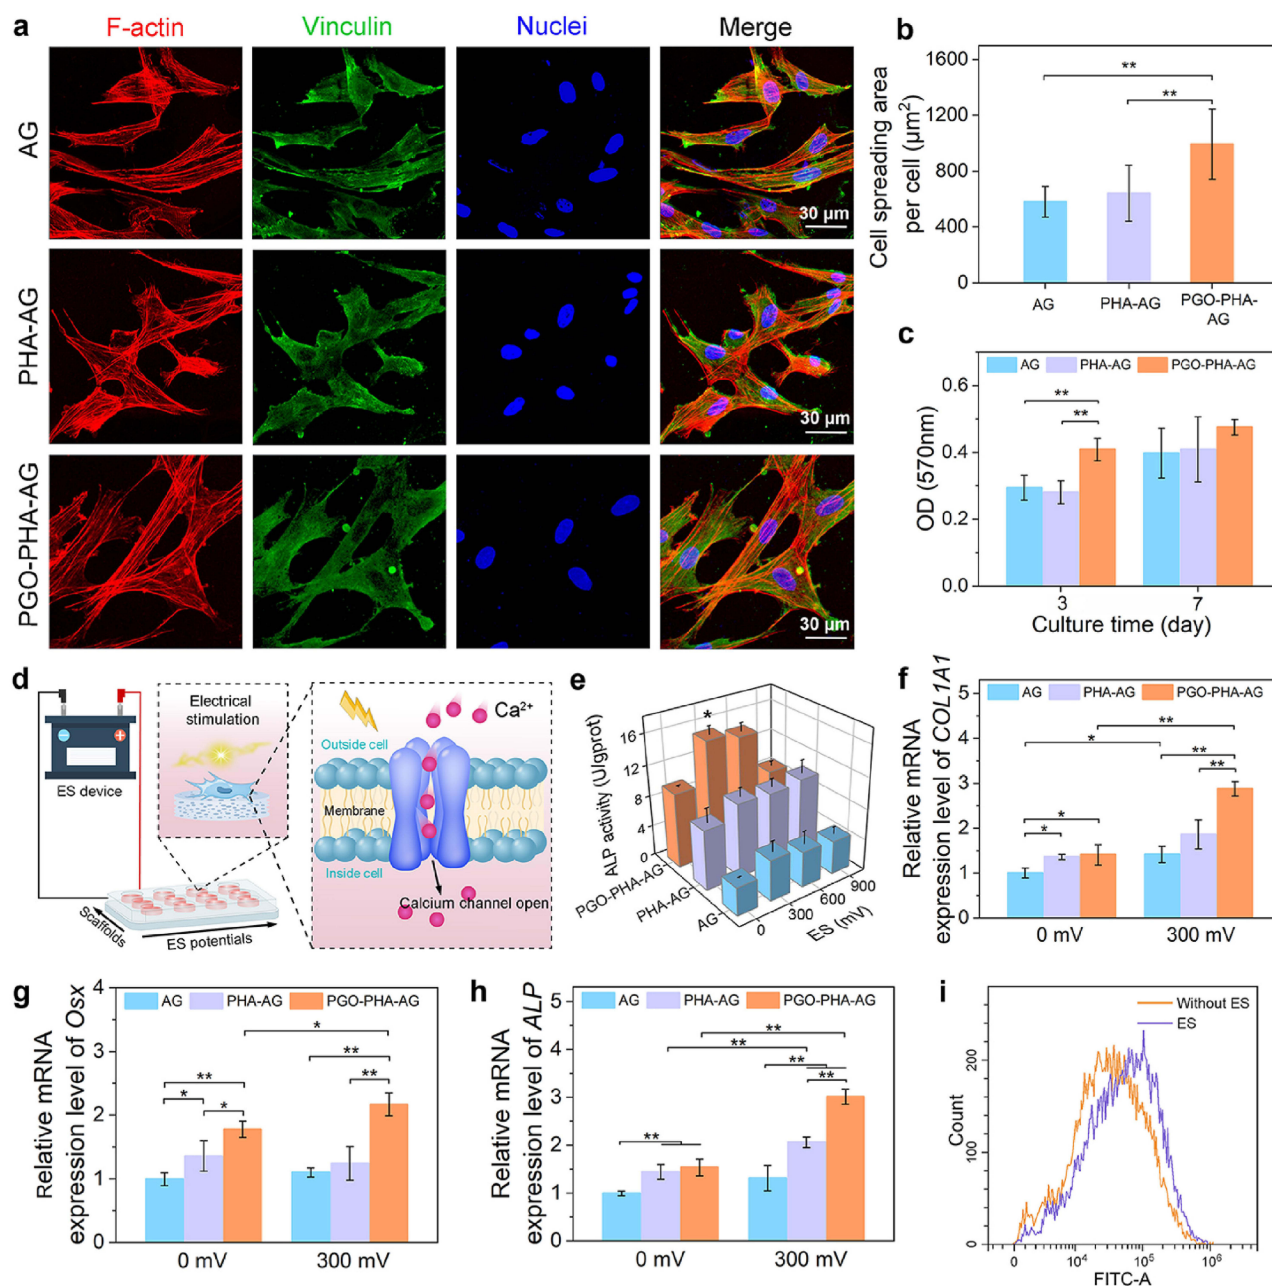 a
F-actin
Vinculin
Nuclei
Merge
AG
30 µm
PHA-AG
30 µm
PGO-PHA-AG
30 µm
b
Cell spreading area
per cell (µm²)
1600
1200
800
400
0
**
**
AG
PHA-AG
PGO-PHA-
AG
c
AG
PHA-AG
PGO-PHA-AG
OD (570nm)
0.6
0.4
0.2
0.0
**
**
3
7
Culture time (day)
d
ES device
Electrical
stimulation
Ca²⁺
Outside cell
Membrane
Inside cell
Calcium channel open
Scaffolds
ES potentials
e
ALP activity (U/gprot)
16
12
8
4
0
*
PGO-PHA-AG
PHA-AG
AG
0
300
600
900
ES (mV)
f
AG
PHA-AG
PGO-PHA-AG
Relative mRNA
expression level of COL1A1
5
4
3
2
1
0
**
*
**
**
*
*
0 mV
300 mV
g
AG
PHA-AG
PGO-PHA-AG
Relative mRNA
expression level of Osx
4
3
2
1
0
*
**
**
**
*
*
0 mV
300 mV
h
AG
PHA-AG
PGO-PHA-AG
Relative mRNA
expression level of ALP
5
4
3
2
1
0
**
**
**
**
**
0 mV
300 mV
i
Without ES
ES
Count
200
100
0
0
10⁴
10⁵
10⁶
FITC-A